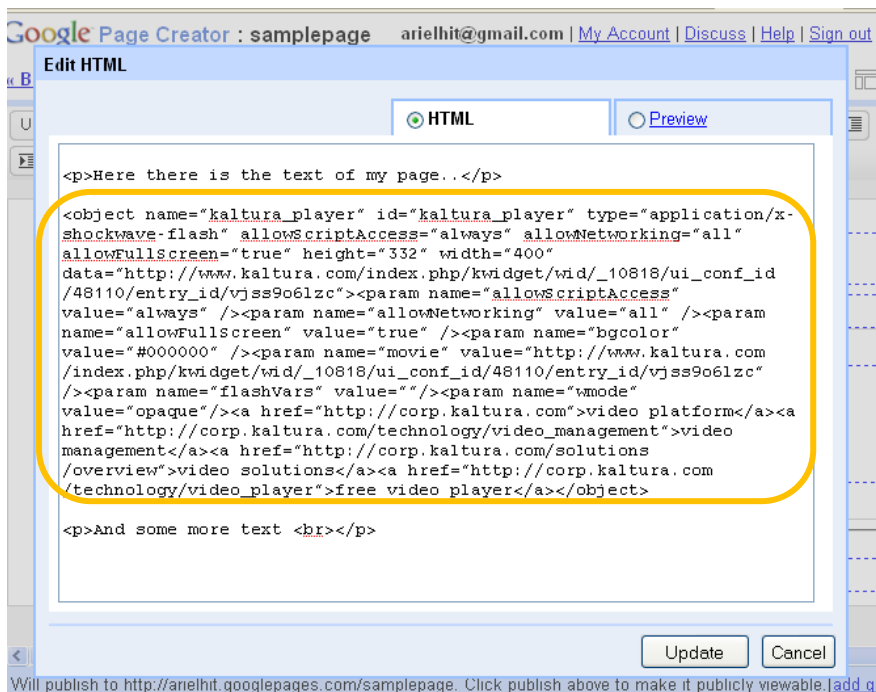 Google Page Creator : samplepage arielhit@gmail.com | My Account | Discuss | Help | Sign out
« B
Edit HTML
U
HTML Preview
<p>Here there is the text of my page..</p>
<object name="kaltura_player" id="kaltura_player" type="application/x-
shockwave-flash" allowScriptAccess="always" allowNetworking="all"
allowFullScreen="true" height="332" width="400"
data="http://www.kaltura.com/index.php/kwidget/wid/_10818/ui_conf_id
/48110/entry_id/vjss9o6lzc"><param name="allowScriptAccess"
value="always" /><param name="allowNetworking" value="all" /><param
name="allowFullScreen" value="true" /><param name="bgcolor"
value="#000000" /><param name="movie" value="http://www.kaltura.com
/index.php/kwidget/wid/_10818/ui_conf_id/48110/entry_id/vjss9o6lzc"
/><param name="flashVars" value=""/><param name="wmode"
value="opaque"/><a href="http://corp.kaltura.com">video platform</a><a
href="http://corp.kaltura.com/technology/video_management">video
management</a><a href="http://corp.kaltura.com/solutions
/overview">video solutions</a><a href="http://corp.kaltura.com
/technology/video_player">free video player</a></object>
<p>And some more text <br></p>
Update Cancel
Will publish to http://arielhit.googlepages.com/samplepage. Click publish above to make it publicly viewable.|add g